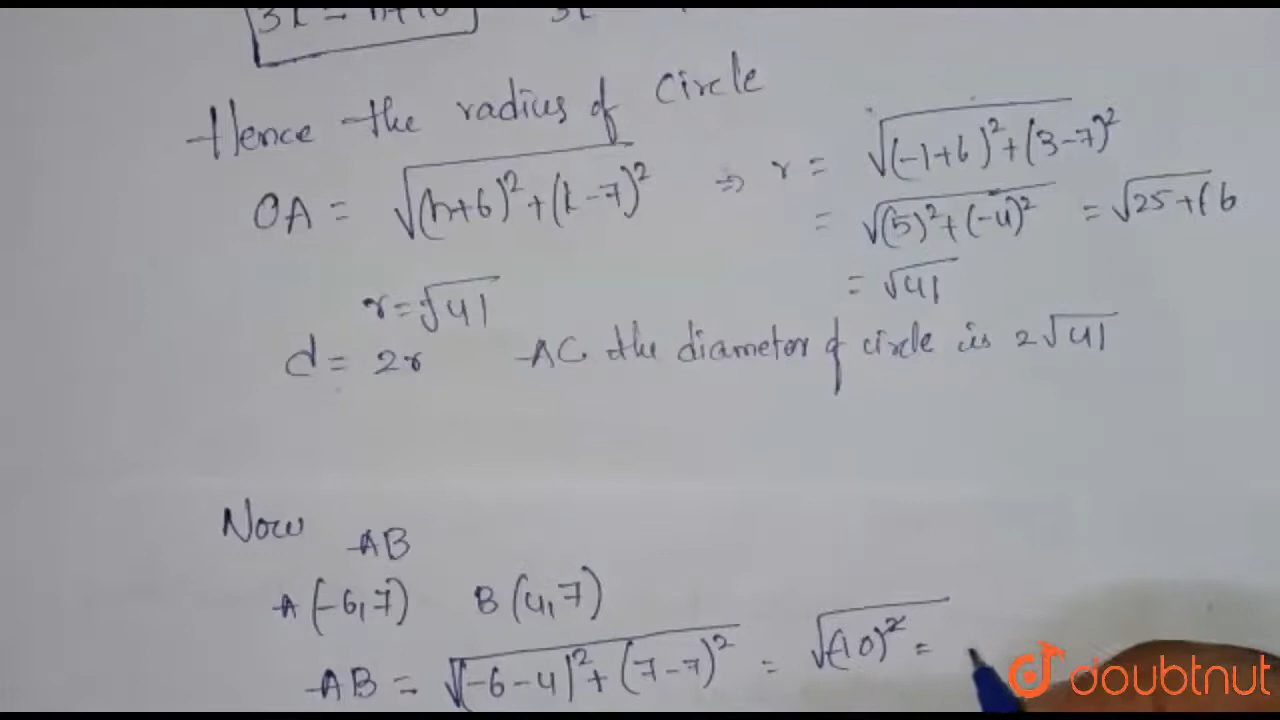 Hence the radius of circle
OA = √(h+6)²+(k-7)² ⇒ r = √(-1+6)²+(3-7)²
= √(5)²+(-4)² = √25+16
= √41
r = √41
d = 2r AC the diameter of circle is 2√41
Now AB
A (-6,7) B (4,7)
AB = √(-6-4)²+(7-7)² = √(-10)² =
doubtnut